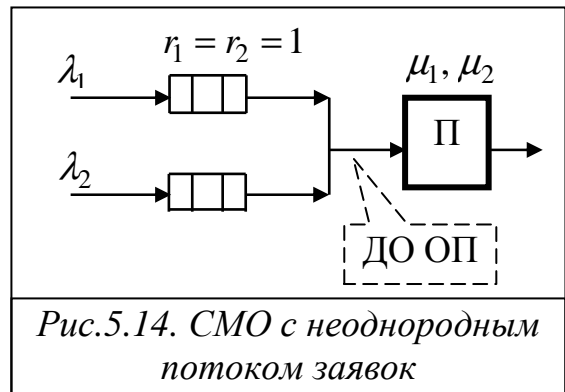 r₁ = r₂ = 1
λ₁
μ₁, μ₂
П
λ₂
ДО ОП
Рис.5.14. СМО с неоднородным
потоком заявок